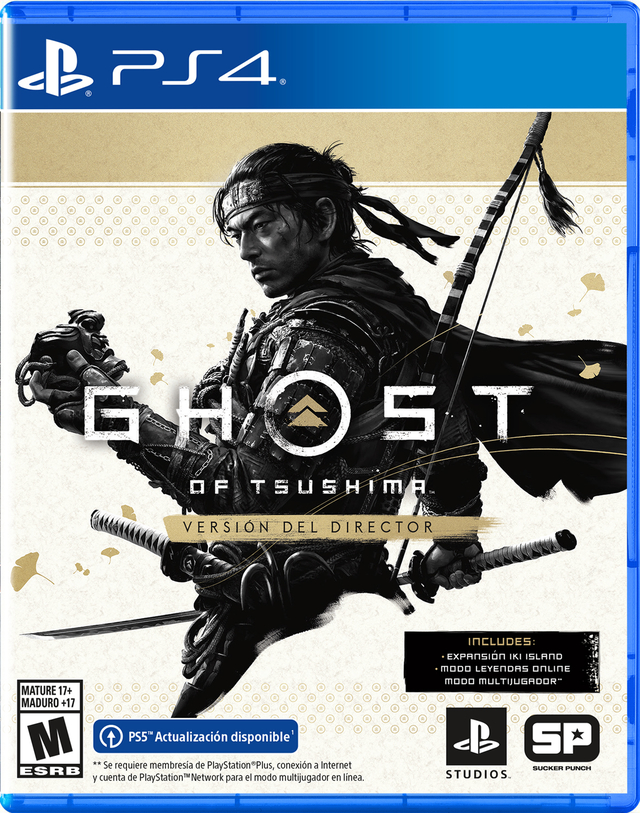 PS4®
GHOST
OF TSUSHIMA™
VERSIÓN DEL DIRECTOR
INCLUDES:
• EXPANSIÓN IKI ISLAND
• MODO LEYENDAS ONLINE
MODO MULTIJUGADOR**
MATURE 17+
MADURO +17
M
ESRB
PS5™ Actualización disponible¹
** Se requiere membresía de PlayStation®Plus, conexión a Internet
y cuenta de PlayStation™Network para el modo multijugador en línea.
STUDIOS™
SP
SUCKER PUNCH